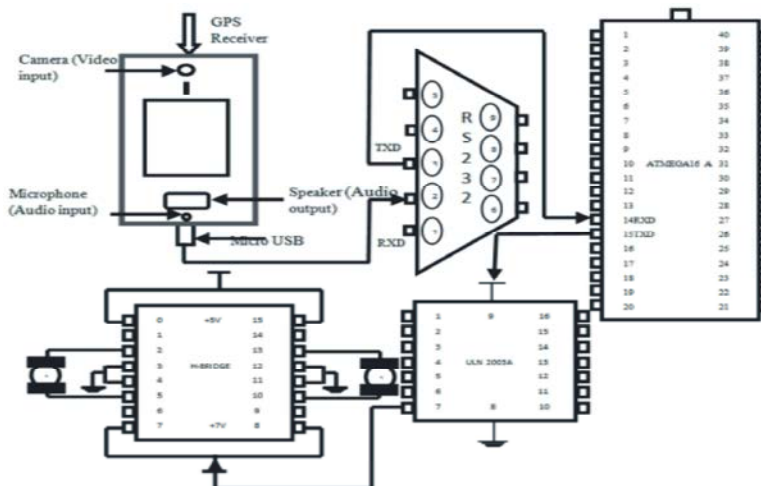 GPS
Receiver
Camera (Video
input)
Microphone
(Audio input)
Speaker (Audio
output)
Micro USB
TXD
RXD
5
4
3
2
1
R
S
2
3
2
9
8
7
6
1 40
2 39
3 38
4 37
5 36
6 35
7 34
8 33
9 32
10 ATMEGA16 A 31
11 30
12 29
13 28
14RXD 27
15TXD 26
16 25
17 24
18 23
19 22
20 21
0 +5V 15
1 14
2 13
3 H-BRIDGE 12
4 11
5 10
6 9
7 +7V 8
1 9 16
2 15
3 14
4 ULN 2003A 13
5 12
6 11
7 8 10